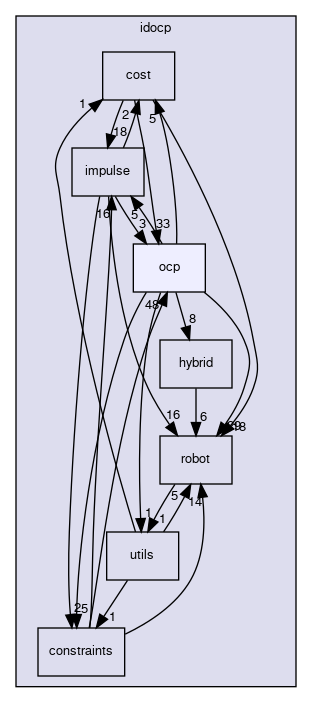 idocp
cost
1
2
5
18
impulse
16
5
3
33
ocp
48
8
hybrid
16
6
18
robot
5
14
1
1
utils
25
1
constraints